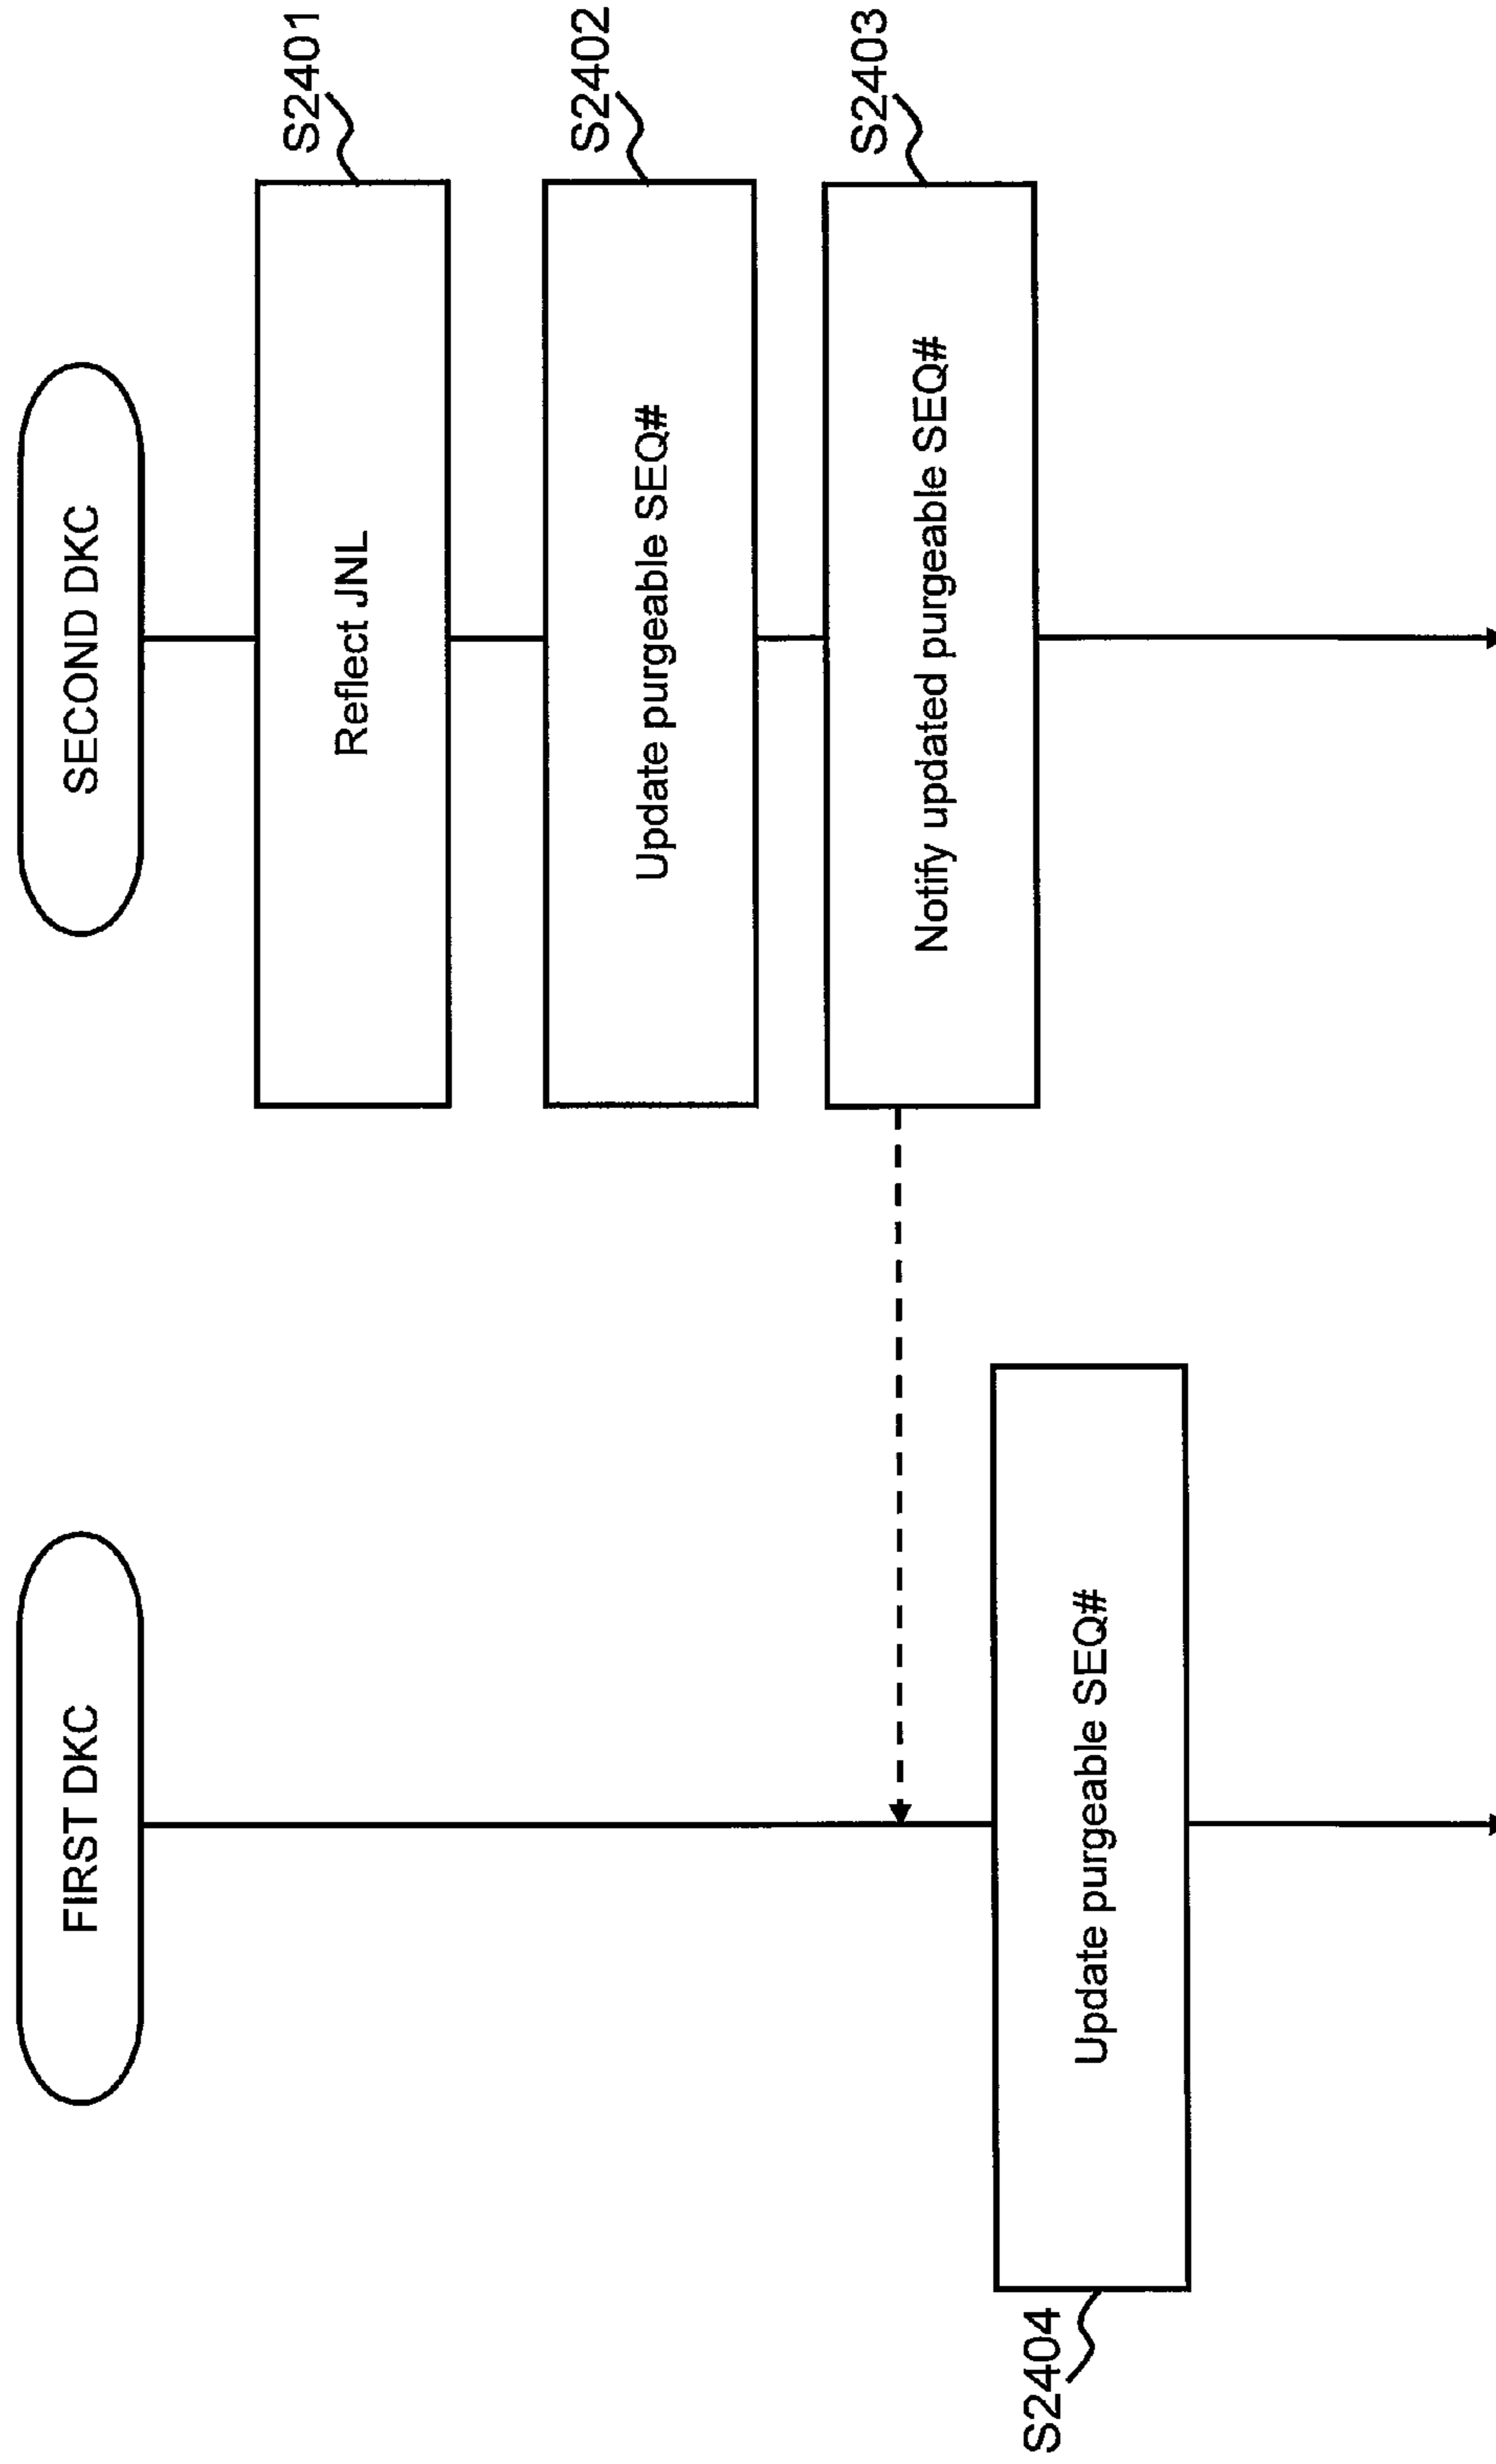 FIRST DKC
SECOND DKC
Reflect JNL
S2401
Update purgeable SEQ#
S2402
Notify updated purgeable SEQ#
S2403
S2404
Update purgeable SEQ#